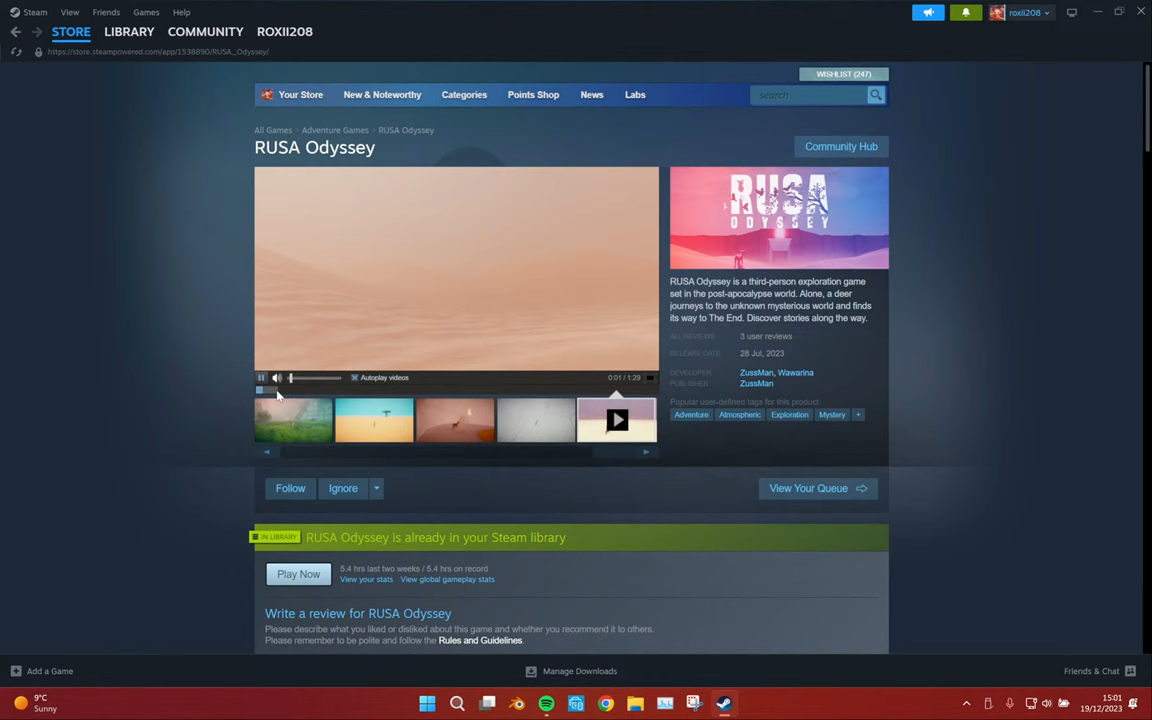 Steam View Friends Games Help
roxii208
STORE LIBRARY COMMUNITY ROXII208
https://store.steampowered.com/app/1538890/RUSA_Odyssey/
WISHLIST (247)
Your Store New & Noteworthy Categories Points Shop News Labs
search
All Games > Adventure Games > RUSA Odyssey
RUSA Odyssey
Community Hub
RUSA
ODYSSEY
RUSA Odyssey is a third-person exploration game
set in the post-apocalypse world. Alone, a deer
journeys to the unknown mysterious world and finds
its way to The End. Discover stories along the way.
ALL REVIEWS: 3 user reviews
RELEASE DATE: 28 Jul, 2023
DEVELOPER: ZussMan, Wawarina
PUBLISHER: ZussMan
Popular user-defined tags for this product:
Adventure Atmospheric Exploration Mystery +
Autoplay videos
0:01 / 1:29
Follow Ignore
View Your Queue
IN LIBRARY RUSA Odyssey is already in your Steam library
Play Now
5.4 hrs last two weeks / 5.4 hrs on record
View your stats View global gameplay stats
Write a review for RUSA Odyssey
Please describe what you liked or disliked about this game and whether you recommend it to others.
Please remember to be polite and follow the Rules and Guidelines.
Add a Game
Manage Downloads
Friends & Chat
9°C
Sunny
15:01
19/12/2023